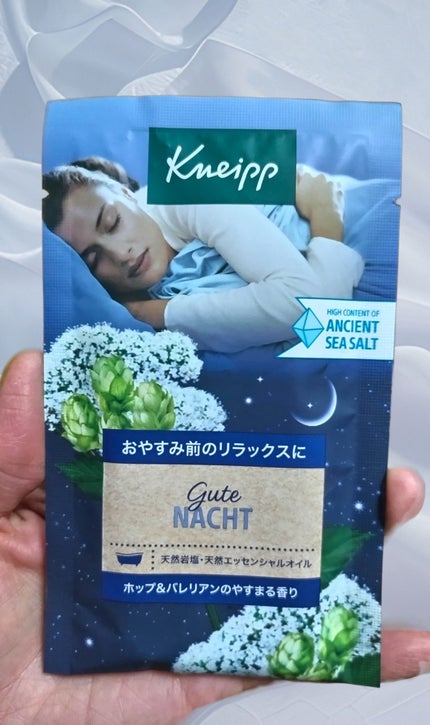 Kneipp
HIGH CONTENT OF
ANCIENT
SEA SALT
おやすみ前のリラックスに
Gute
NACHT
天然岩塩・天然エッセンシャルオイル
ホップ&バレリアンのやすまる香り